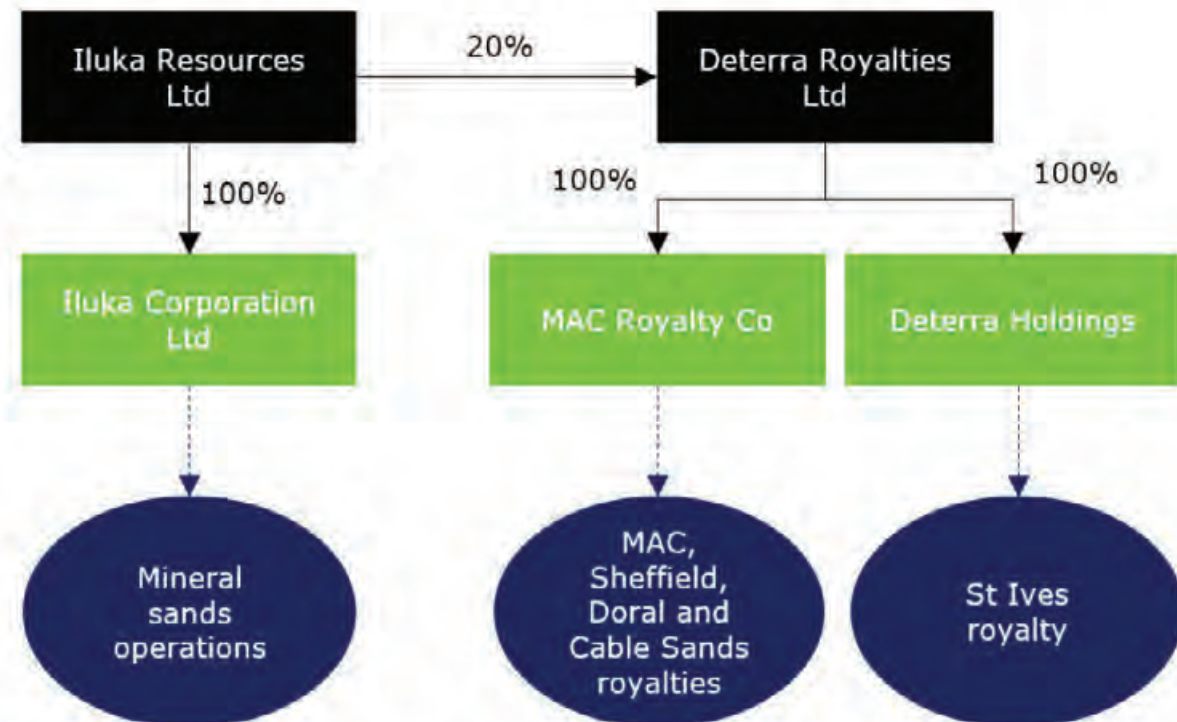 Iluka Resources
Ltd
20%
Deterra Royalties
Ltd
100%
100%
100%
Iluka Corporation
Ltd
MAC Royalty Co
Deterra Holdings
Mineral
sands
operations
MAC,
Sheffield,
Doral and
Cable Sands
royalties
St Ives
royalty